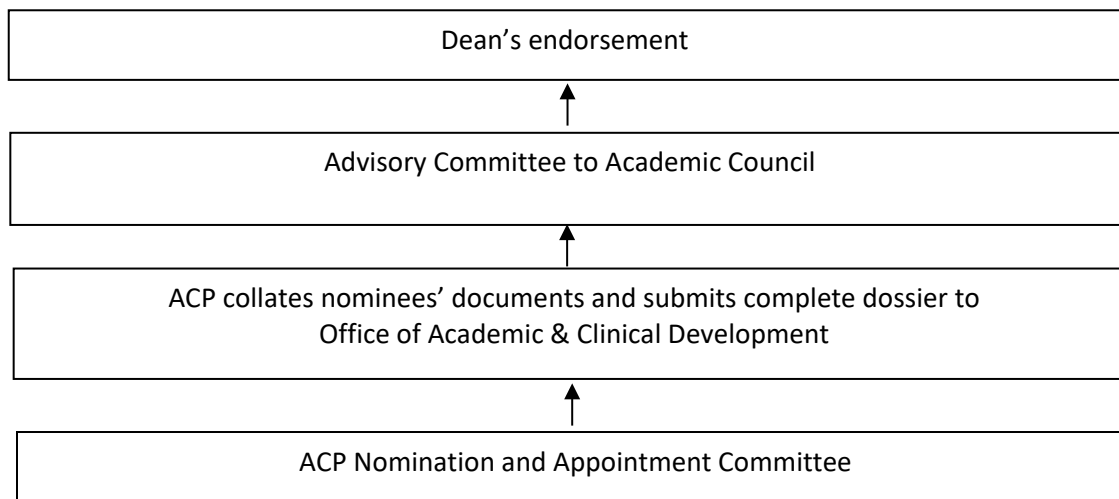 Dean’s endorsement
Advisory Committee to Academic Council
ACP collates nominees’ documents and submits complete dossier to
Office of Academic & Clinical Development
ACP Nomination and Appointment Committee